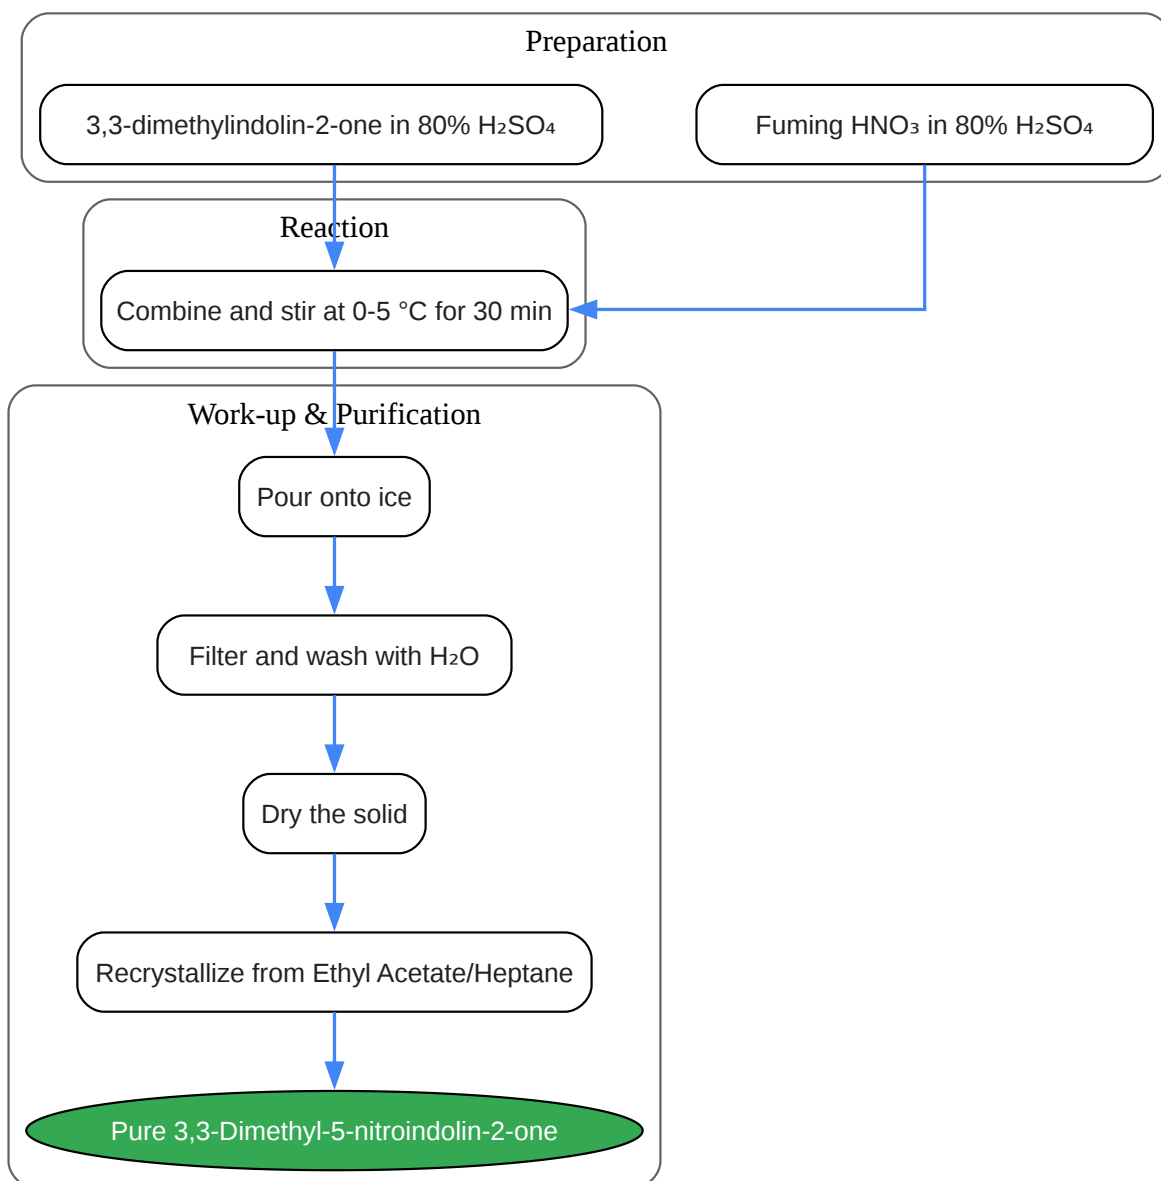 Preparation
3,3-dimethylindolin-2-one in 80% H₂SO₄
Fuming HNO₃ in 80% H₂SO₄
Reaction
Combine and stir at 0-5 °C for 30 min
Work-up & Purification
Pour onto ice
Filter and wash with H₂O
Dry the solid
Recrystallize from Ethyl Acetate/Heptane
Pure 3,3-Dimethyl-5-nitroindolin-2-one